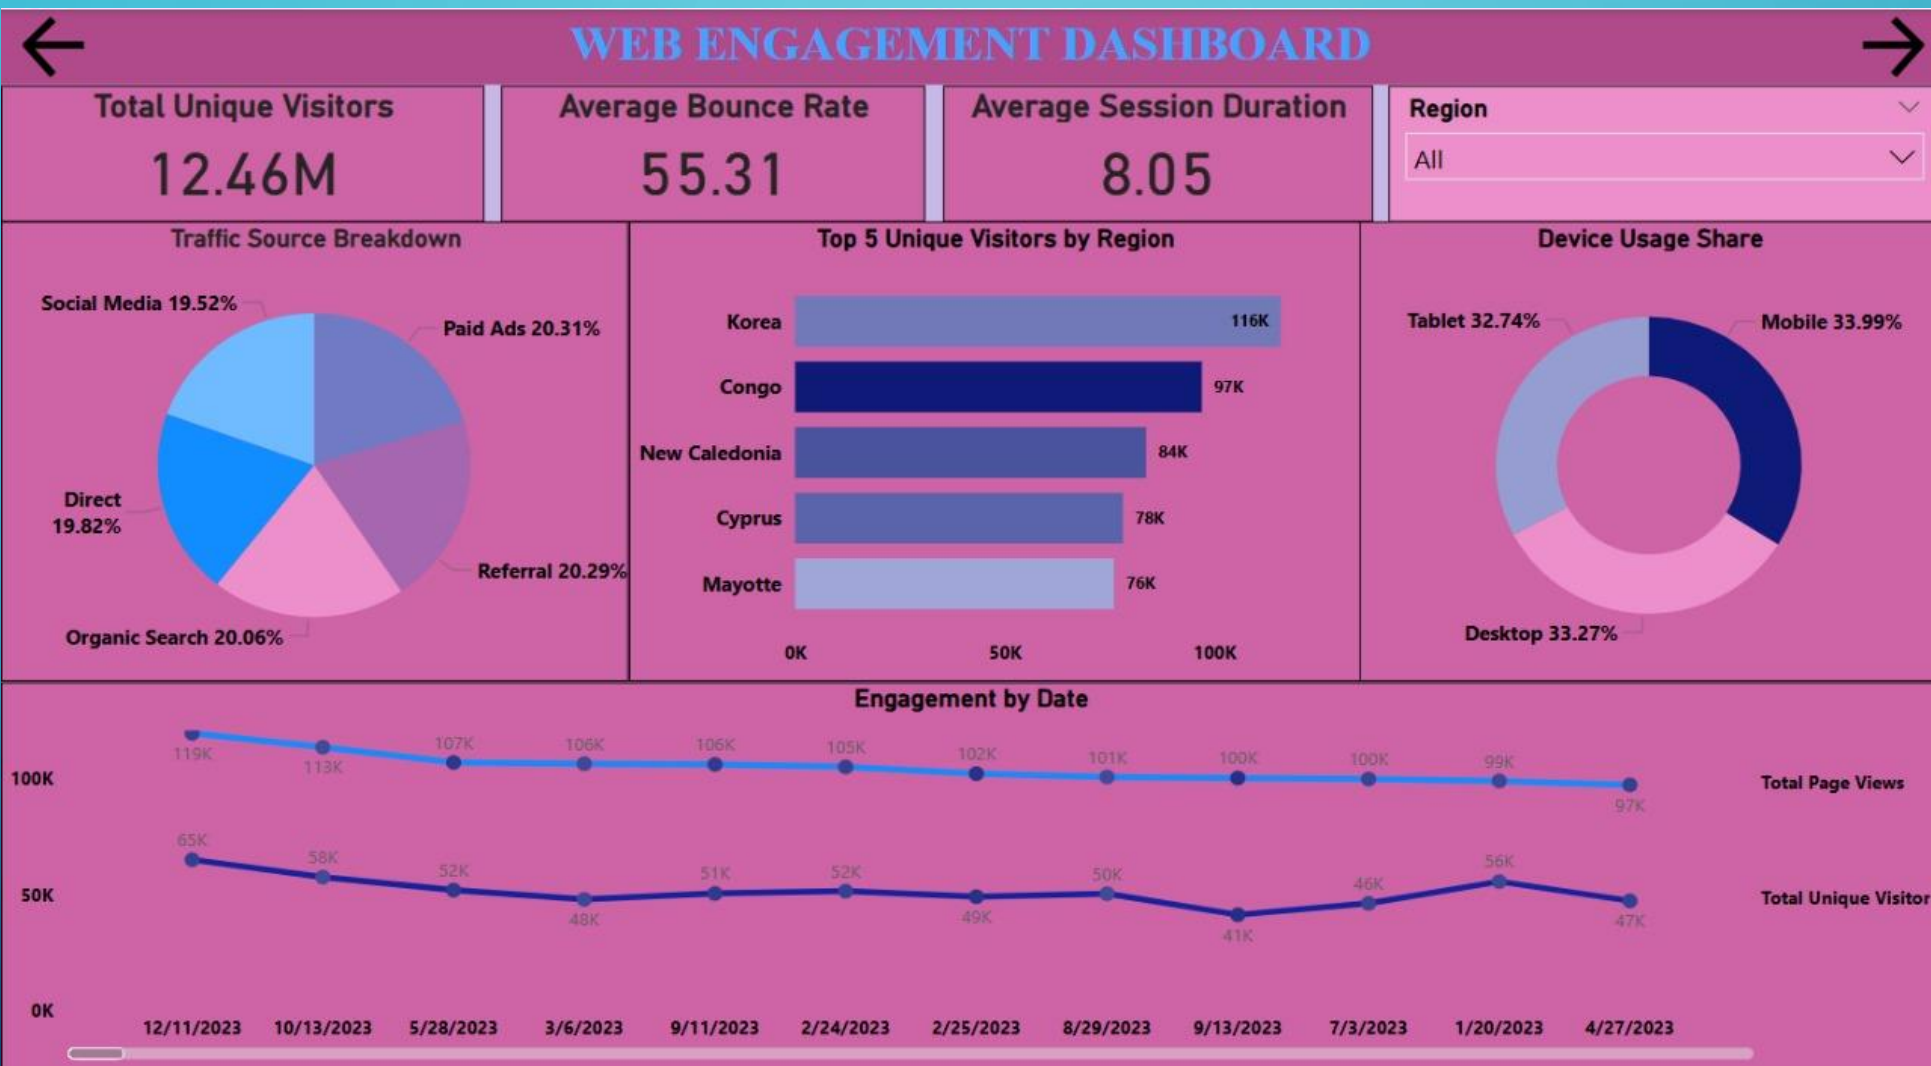 WEB ENGAGEMENT DASHBOARD
Total Unique Visitors
12.46M
Average Bounce Rate
55.31
Average Session Duration
8.05
Region
All
Traffic Source Breakdown
Social Media 19.52%
Paid Ads 20.31%
Direct
19.82%
Referral 20.29%
Organic Search 20.06%
Top 5 Unique Visitors by Region
Korea
116K
Congo
97K
New Caledonia
84K
Cyprus
78K
Mayotte
76K
0K
50K
100K
Device Usage Share
Tablet 32.74%
Mobile 33.99%
Desktop 33.27%
Engagement by Date
119K
113K
107K
106K
106K
105K
102K
101K
100K
100K
99K
97K
100K
Total Page Views
65K
58K
52K
48K
51K
52K
49K
50K
41K
46K
56K
47K
50K
Total Unique Visitor
0K
12/11/2023
10/13/2023
5/28/2023
3/6/2023
9/11/2023
2/24/2023
2/25/2023
8/29/2023
9/13/2023
7/3/2023
1/20/2023
4/27/2023